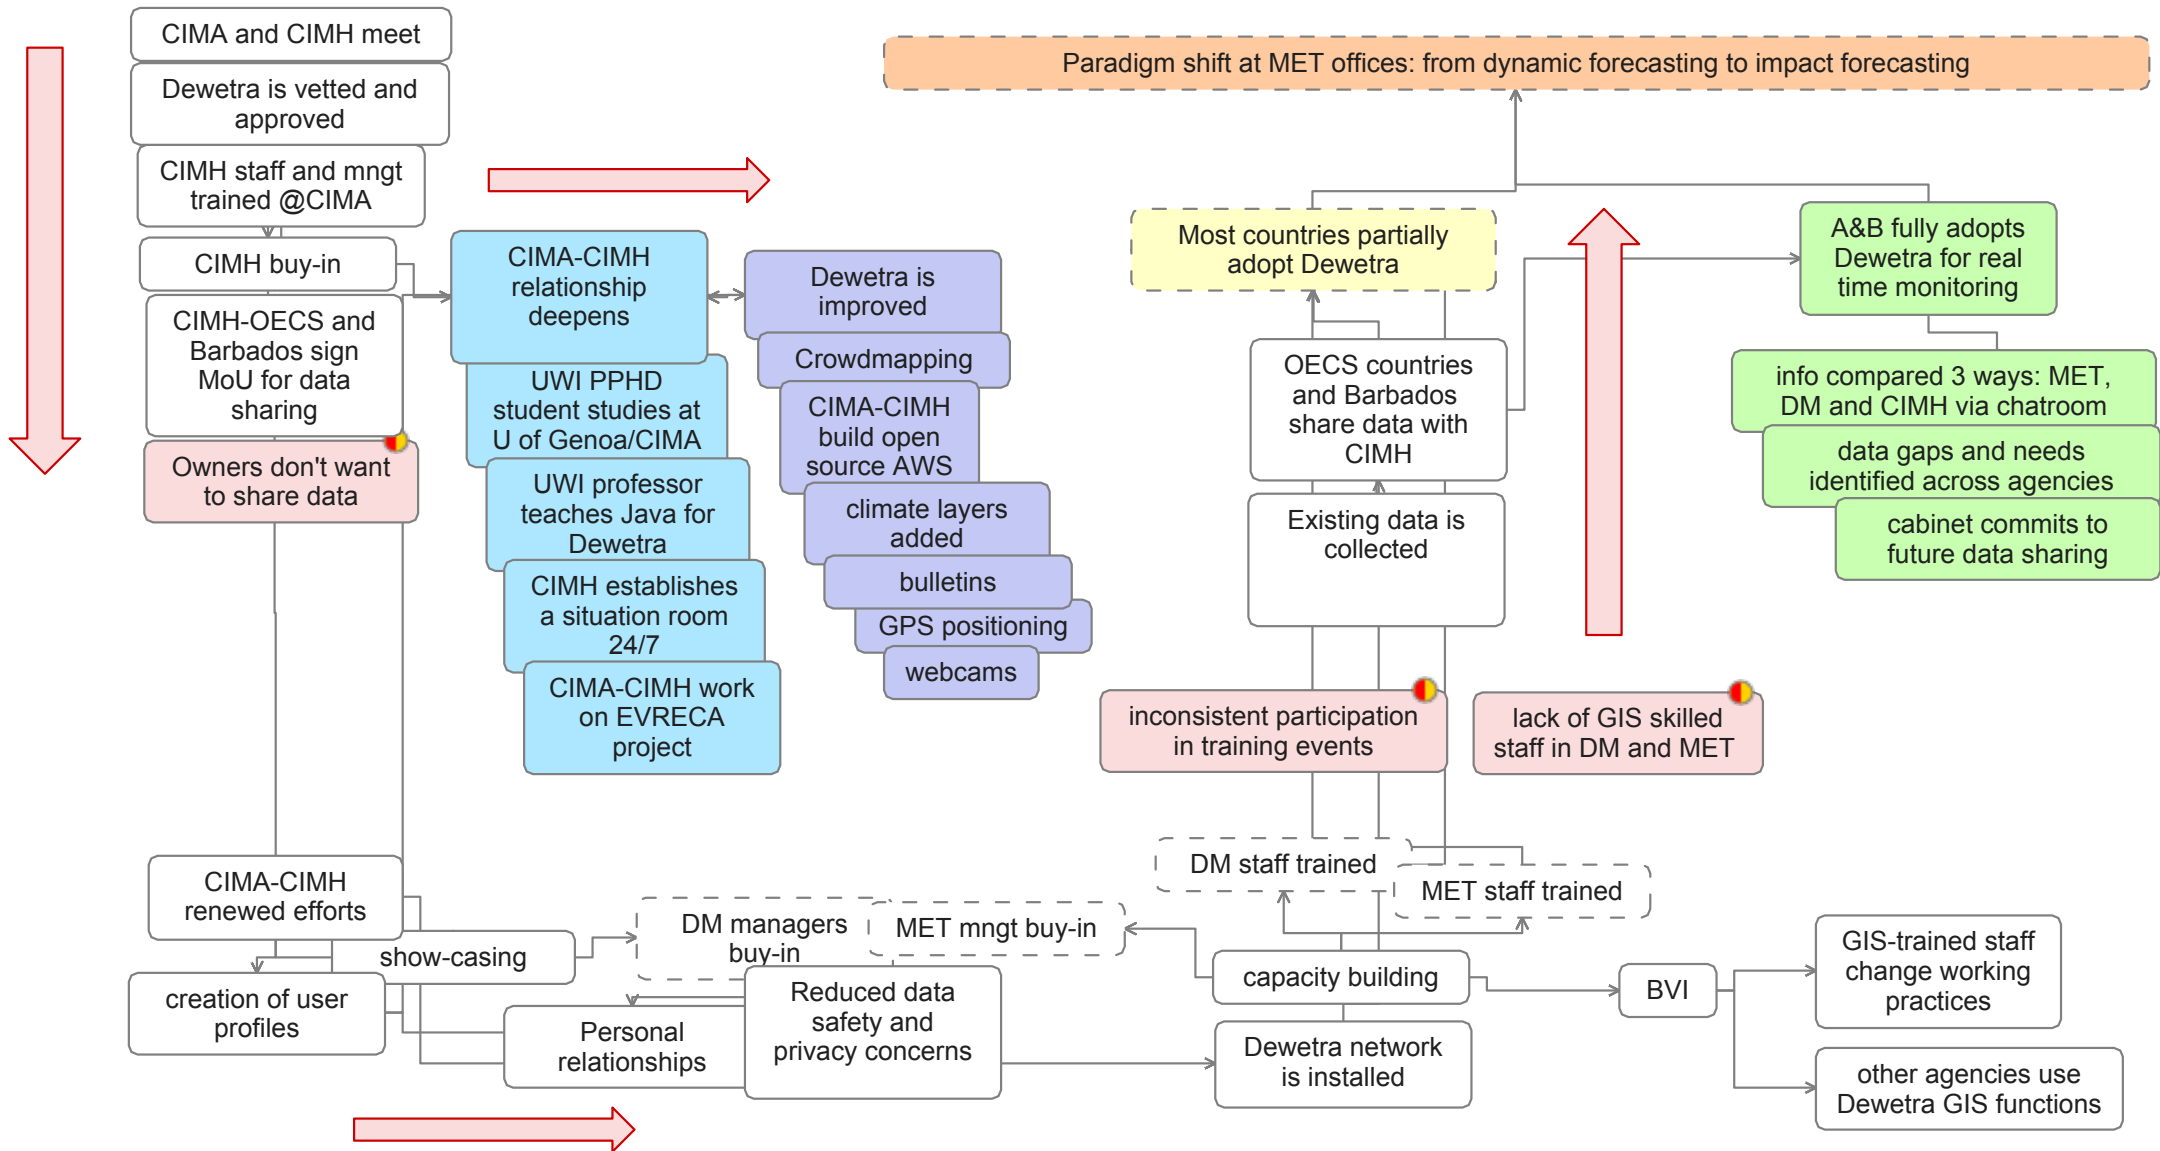 CIMA and CIMH meet
Dewetra is vetted and
approved
CIMH staff and mngt
trained @CIMA
CIMH buy-in
CIMH-OECS and
Barbados sign
MoU for data
sharing
Owners don't want
to share data
CIMA-CIMH
relationship
deepens
UWI PPHD
student studies at
U of Genoa/CIMA
UWI professor
teaches Java for
Dewetra
CIMH establishes
a situation room
24/7
CIMA-CIMH work
on EVRECA
project
Dewetra is
improved
Crowdmapping
CIMA-CIMH
build open
source AWS
climate layers
added
bulletins
GPS positioning
webcams
Paradigm shift at MET offices: from dynamic forecasting to impact forecasting
Most countries partially
adopt Dewetra
OECS countries
and Barbados
share data with
CIMH
Existing data is
collected
A&B fully adopts
Dewetra for real
time monitoring
info compared 3 ways: MET,
DM and CIMH via chatroom
data gaps and needs
identified across agencies
cabinet commits to
future data sharing
inconsistent participation
in training events
lack of GIS skilled
staff in DM and MET
CIMA-CIMH
renewed efforts
show-casing
creation of user
profiles
DM managers
buy-in
MET mngt buy-in
Personal
relationships
Reduced data
safety and
privacy concerns
DM staff trained
MET staff trained
capacity building
Dewetra network
is installed
BVI
GIS-trained staff
change working
practices
other agencies use
Dewetra GIS functions